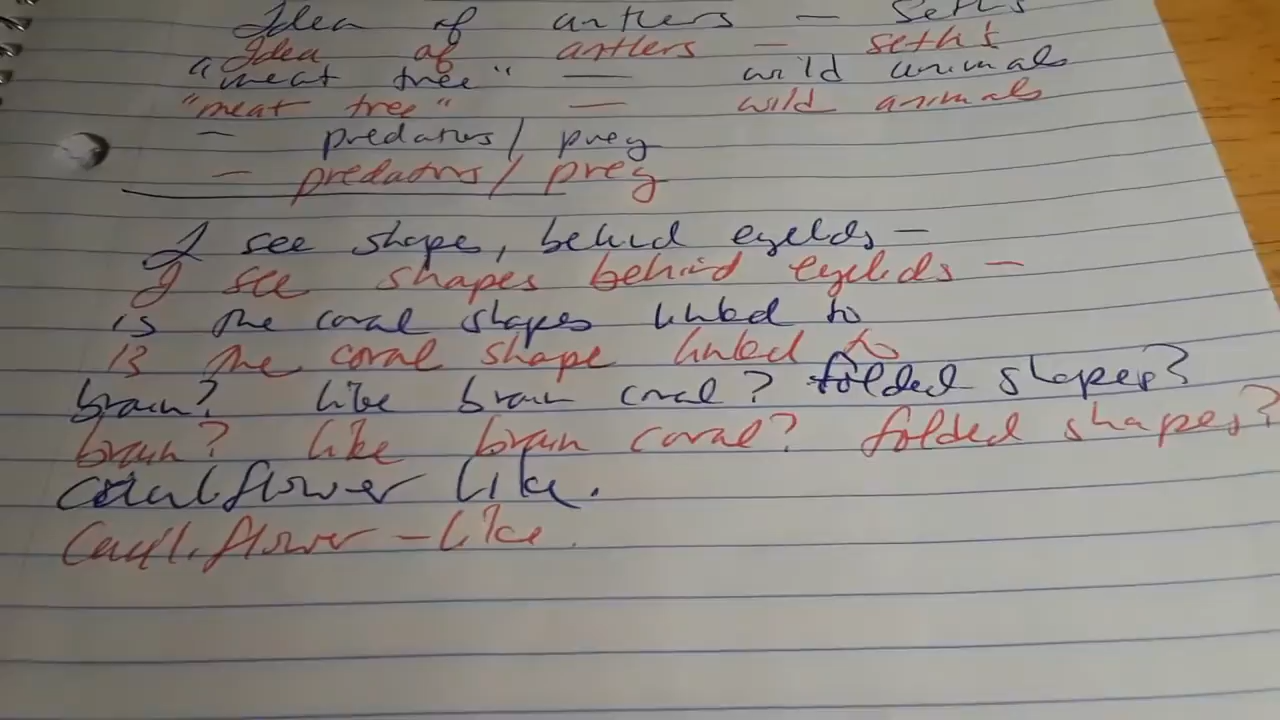 Idea of antlers — Seth's
Idea of antlers — Seth's
"meat tree" — wild animals
"meat tree" — wild animals
— predators / prey
— predators / prey
I see shapes, behind eyelids —
I see shapes behind eyelids —
is the coral shapes linked to
is the coral shape linked to
brain? like brain coral? folded shapes?
brain? like brain coral? folded shapes?
like.
Cauliflower - like.